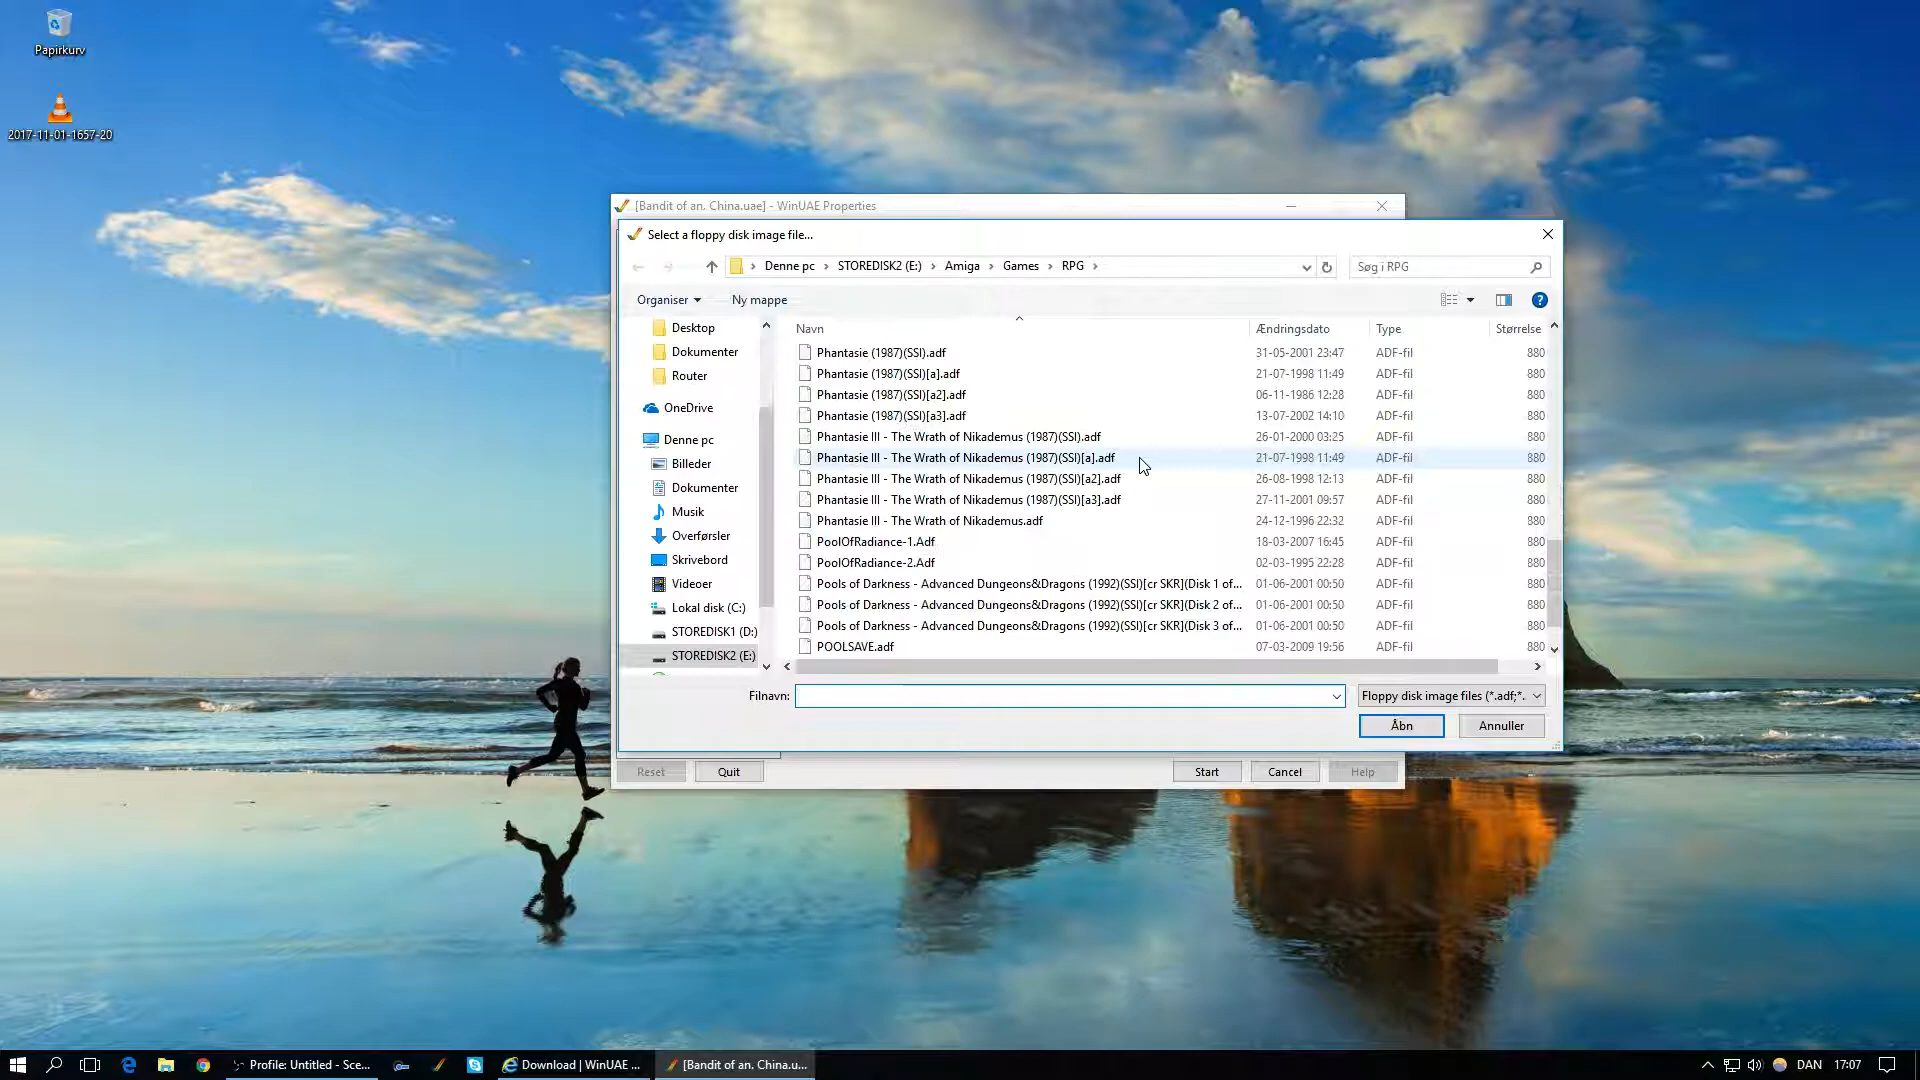 Papirkurv
2017-11-01-1657-20
[Bandit of an. China.uae] - WinUAE Properties
Select a floppy disk image file...
Denne pc
STOREDISK2 (E:)
Amiga
Games
RPG
Søg i RPG
Organiser
Ny mappe
Desktop
Dokumenter
Router
OneDrive
Denne pc
Billeder
Dokumenter
Musik
Overførsler
Skrivebord
Videoer
Lokal disk (C:)
STOREDISK1 (D:)
STOREDISK2 (E:)
Navn Ændringsdato Type Størrelse
Phantasie (1987)(SSI).adf 31-05-2001 23:47 ADF-fil 880
Phantasie (1987)(SSI)[a].adf 21-07-1998 11:49 ADF-fil 880
Phantasie (1987)(SSI)[a2].adf 06-11-1986 12:28 ADF-fil 880
Phantasie (1987)(SSI)[a3].adf 13-07-2002 14:10 ADF-fil 880
Phantasie III - The Wrath of Nikademus (1987)(SSI).adf 26-01-2000 03:25 ADF-fil 880
Phantasie III - The Wrath of Nikademus (1987)(SSI)[a].adf 21-07-1998 11:49 ADF-fil 880
Phantasie III - The Wrath of Nikademus (1987)(SSI)[a2].adf 26-08-1998 12:13 ADF-fil 880
Phantasie III - The Wrath of Nikademus (1987)(SSI)[a3].adf 27-11-2001 09:57 ADF-fil 880
Phantasie III - The Wrath of Nikademus.adf 24-12-1996 22:32 ADF-fil 880
PoolOfRadiance-1.Adf 18-03-2007 16:45 ADF-fil 880
PoolOfRadiance-2.Adf 02-03-1995 22:28 ADF-fil 880
Pools of Darkness - Advanced Dungeons&Dragons (1992)(SSI)[cr SKR](Disk 1 of... 01-06-2001 00:50 ADF-fil 880
Pools of Darkness - Advanced Dungeons&Dragons (1992)(SSI)[cr SKR](Disk 2 of... 01-06-2001 00:50 ADF-fil 880
Pools of Darkness - Advanced Dungeons&Dragons (1992)(SSI)[cr SKR](Disk 3 of... 01-06-2001 00:50 ADF-fil 880
POOLSAVE.adf 07-03-2009 19:56 ADF-fil 880
Filnavn:
Floppy disk image files (*.adf;*.
Åbn Annuller
Reset Quit Start Cancel Help
Profile: Untitled - Sce...
Download | WinUAE ...
[Bandit of an. China.u...
DAN 17:07